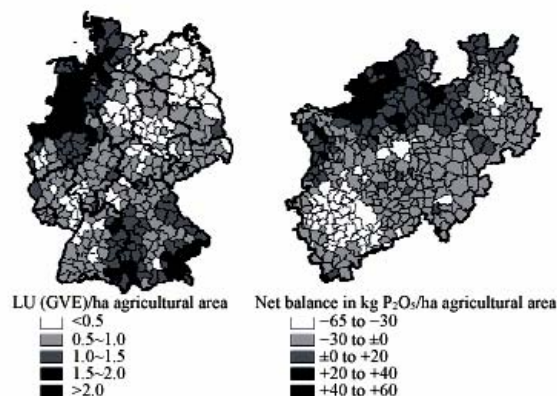 LU (GVE)/ha agricultural area
<0.5
0.5~1.0
1.0~1.5
1.5~2.0
>2.0
Net balance in kg P₂O₅/ha agricultural area
−65 to −30
−30 to ±0
±0 to +20
+20 to +40
+40 to +60